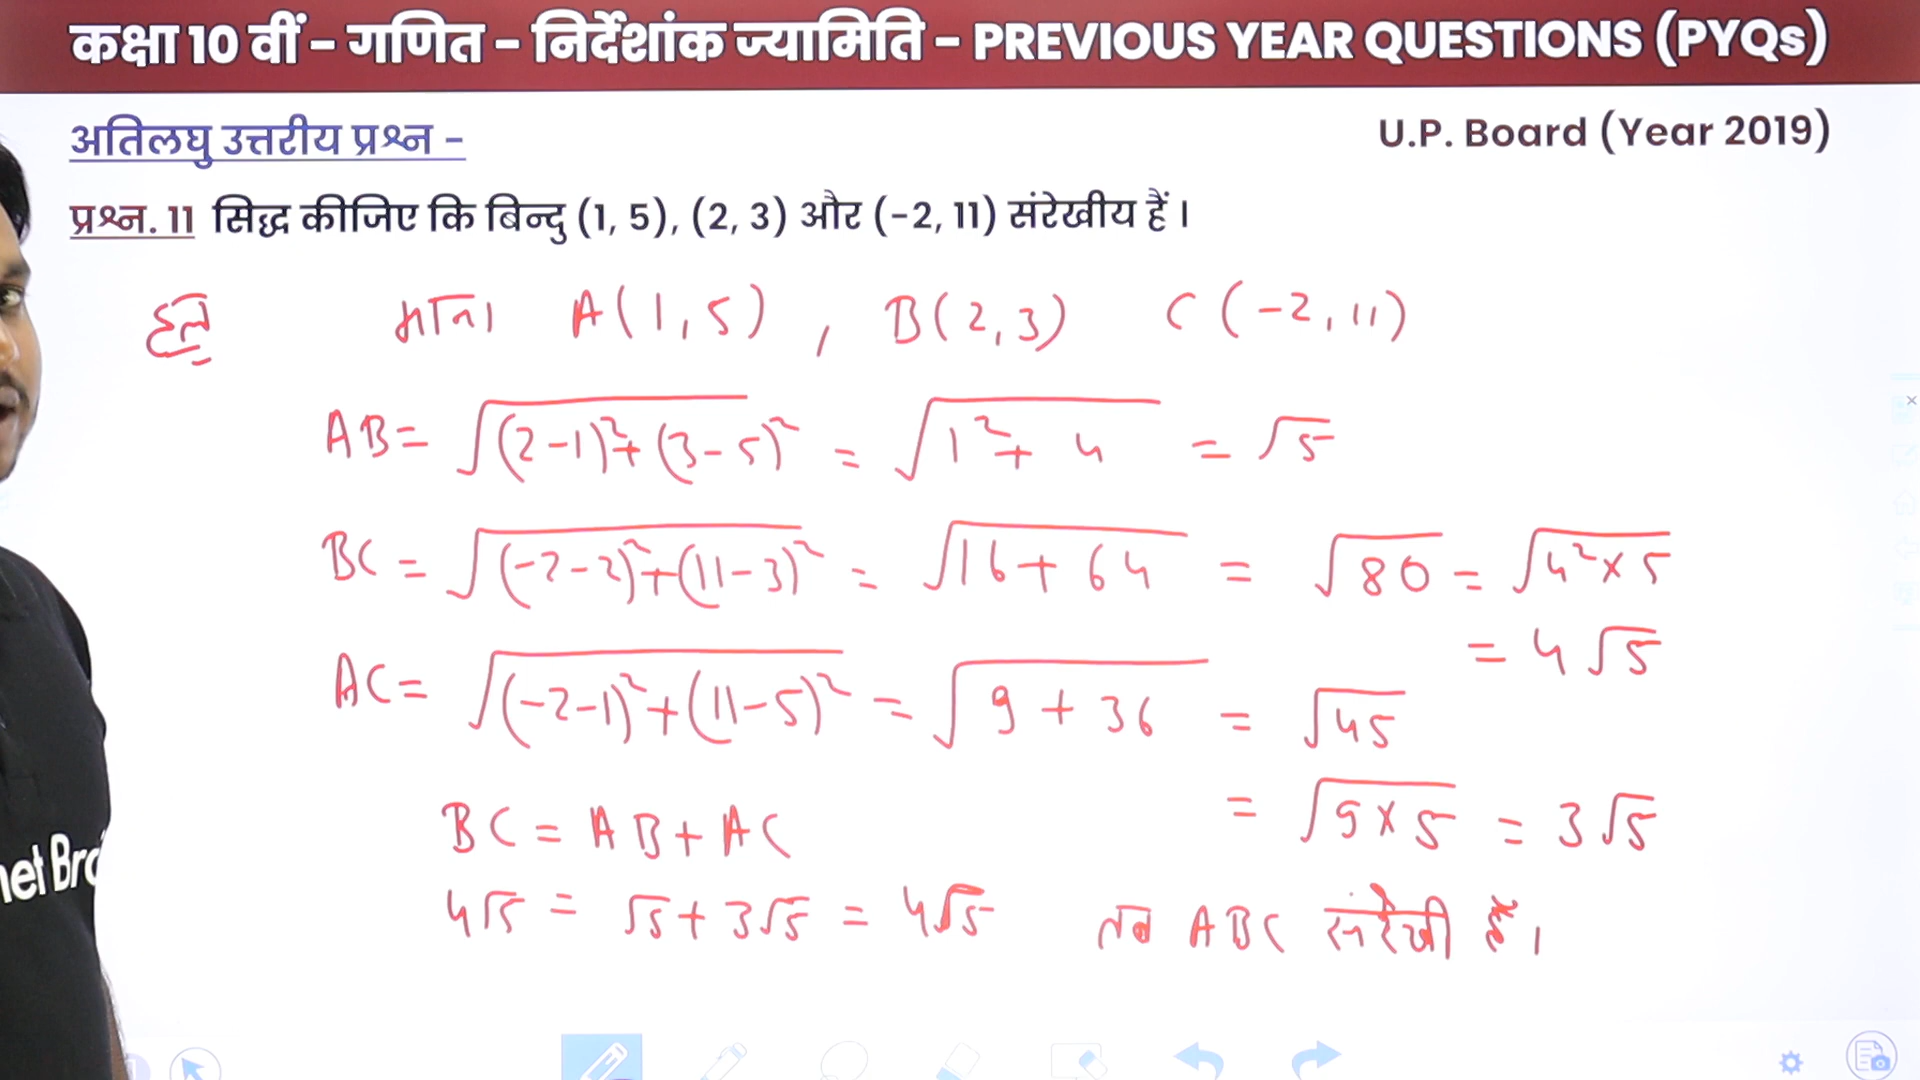 कक्षा 10 वीं – गणित – निर्देशांक ज्यामिति – PREVIOUS YEAR QUESTIONS (PYQs)
अतिलघु उत्तरीय प्रश्न –
U.P. Board (Year 2019)
प्रश्न. 11 सिद्ध कीजिए कि बिन्दु (1, 5), (2, 3) और (-2, 11) संरेखीय हैं।
हल माना A(1,5) , B(2,3) C(-2,11)
AB = √((2-1)²+(3-5)²) = √(1²+4) = √5
BC = √((-2-2)²+(11-3)²) = √(16+64) = √80 = √(4²×5)
= 4√5
AC = √((-2-1)²+(11-5)²) = √(9+36) = √45
= √(9×5) = 3√5
BC = AB + AC
4√5 = √5 + 3√5 = 4√5 तब ABC संरेखी हैं।
net Bra